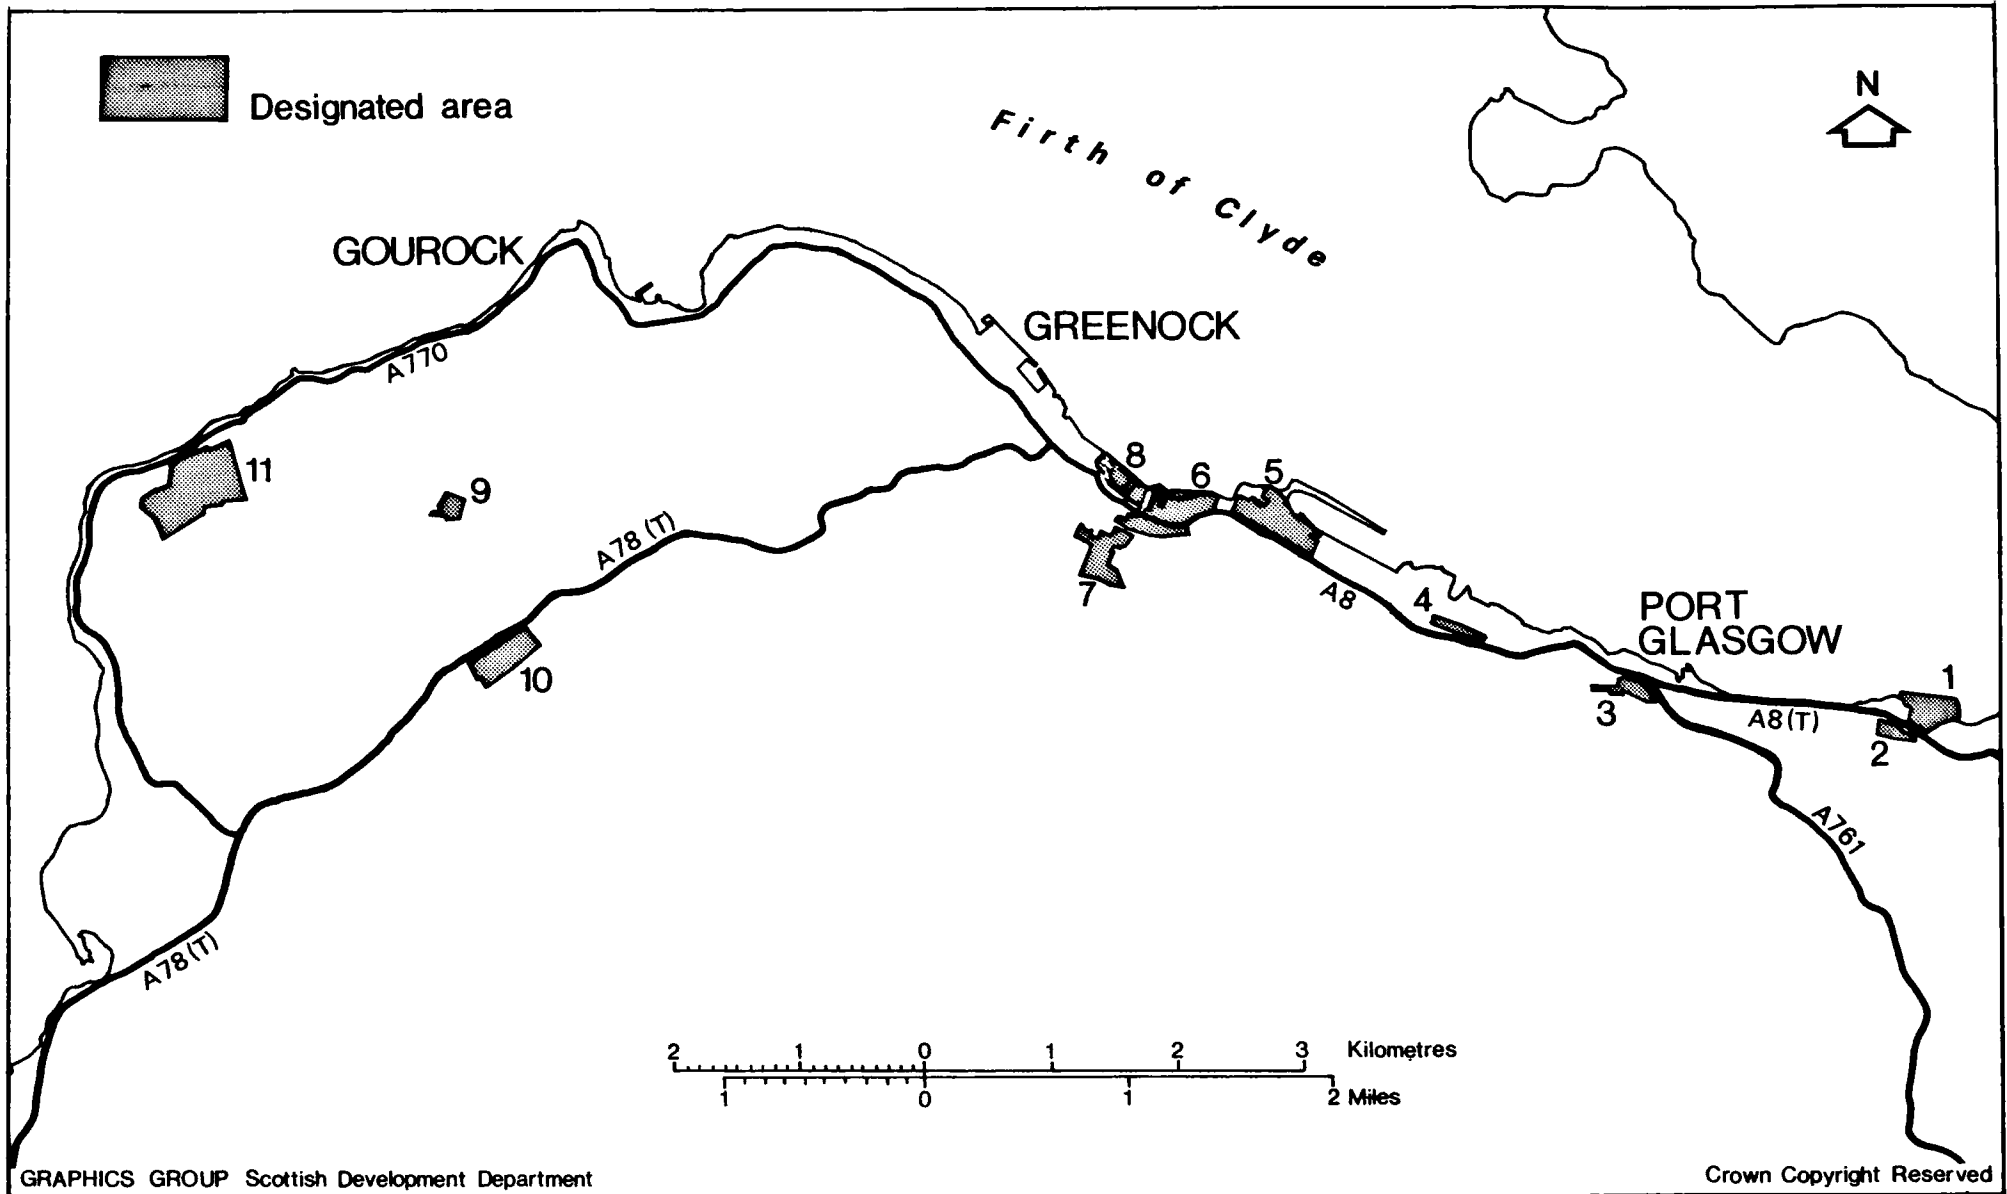 Designated area
N
Firth of Clyde
GOUROCK
GREENOCK
A770
11
9
8
6
5
A78 (T)
7
A8
4
PORT
GLASGOW
10
3
1
A8 (T)
2
A761
A78 (T)
2 1 0 1 2 3 Kilometres
1 0 1 2 Miles
GRAPHICS GROUP Scottish Development Department
Crown Copyright Reserved